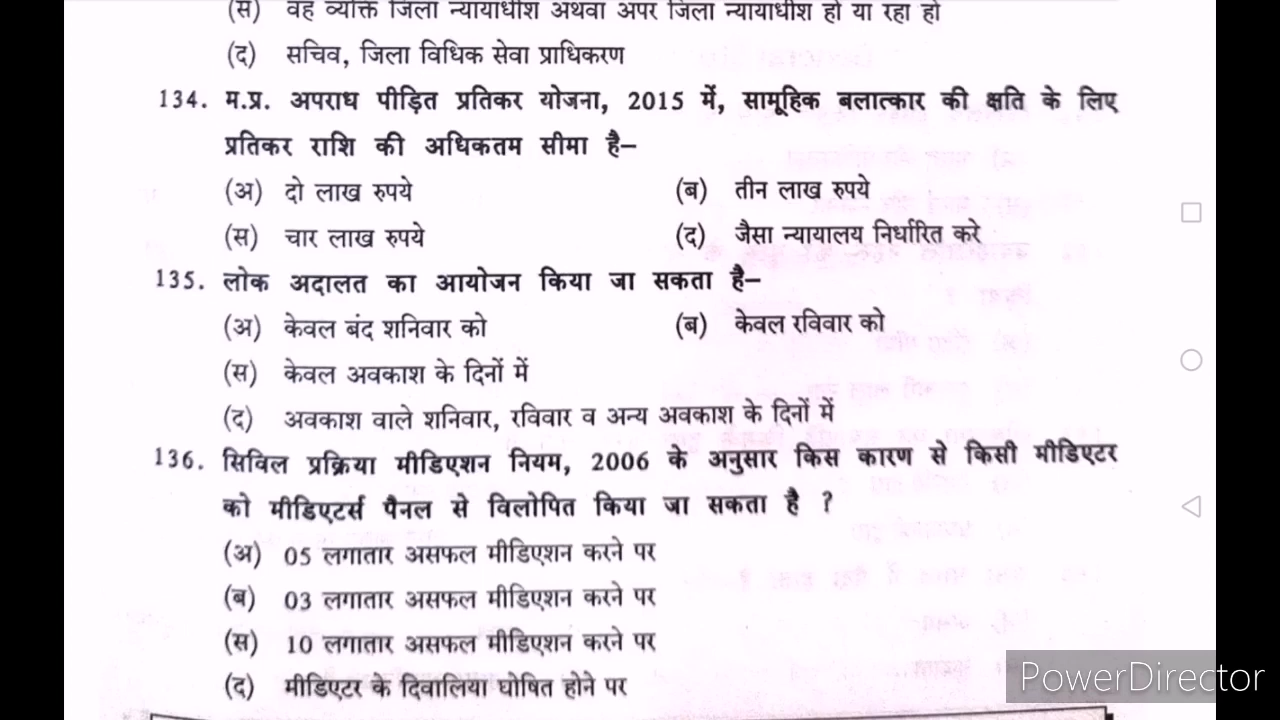 (स) वह व्यक्ति जिला न्यायाधीश अथवा अपर जिला न्यायाधीश हो या रहा हो
(द) सचिव, जिला विधिक सेवा प्राधिकरण
134. म.प्र. अपराध पीड़ित प्रतिकर योजना, 2015 में, सामूहिक बलात्कार की क्षति के लिए
प्रतिकर राशि की अधिकतम सीमा है–
(अ) दो लाख रुपये (ब) तीन लाख रुपये
(स) चार लाख रुपये (द) जैसा न्यायालय निर्धारित करे
135. लोक अदालत का आयोजन किया जा सकता है–
(अ) केवल बंद शनिवार को (ब) केवल रविवार को
(स) केवल अवकाश के दिनों में
(द) अवकाश वाले शनिवार, रविवार व अन्य अवकाश के दिनों में
136. सिविल प्रक्रिया मीडिएशन नियम, 2006 के अनुसार किस कारण से किसी मीडिएटर
को मीडिएटर्स पैनल से विलोपित किया जा सकता है ?
(अ) 05 लगातार असफल मीडिएशन करने पर
(ब) 03 लगातार असफल मीडिएशन करने पर
(स) 10 लगातार असफल मीडिएशन करने पर
(द) मीडिएटर के दिवालिया घोषित होने पर
PowerDirector